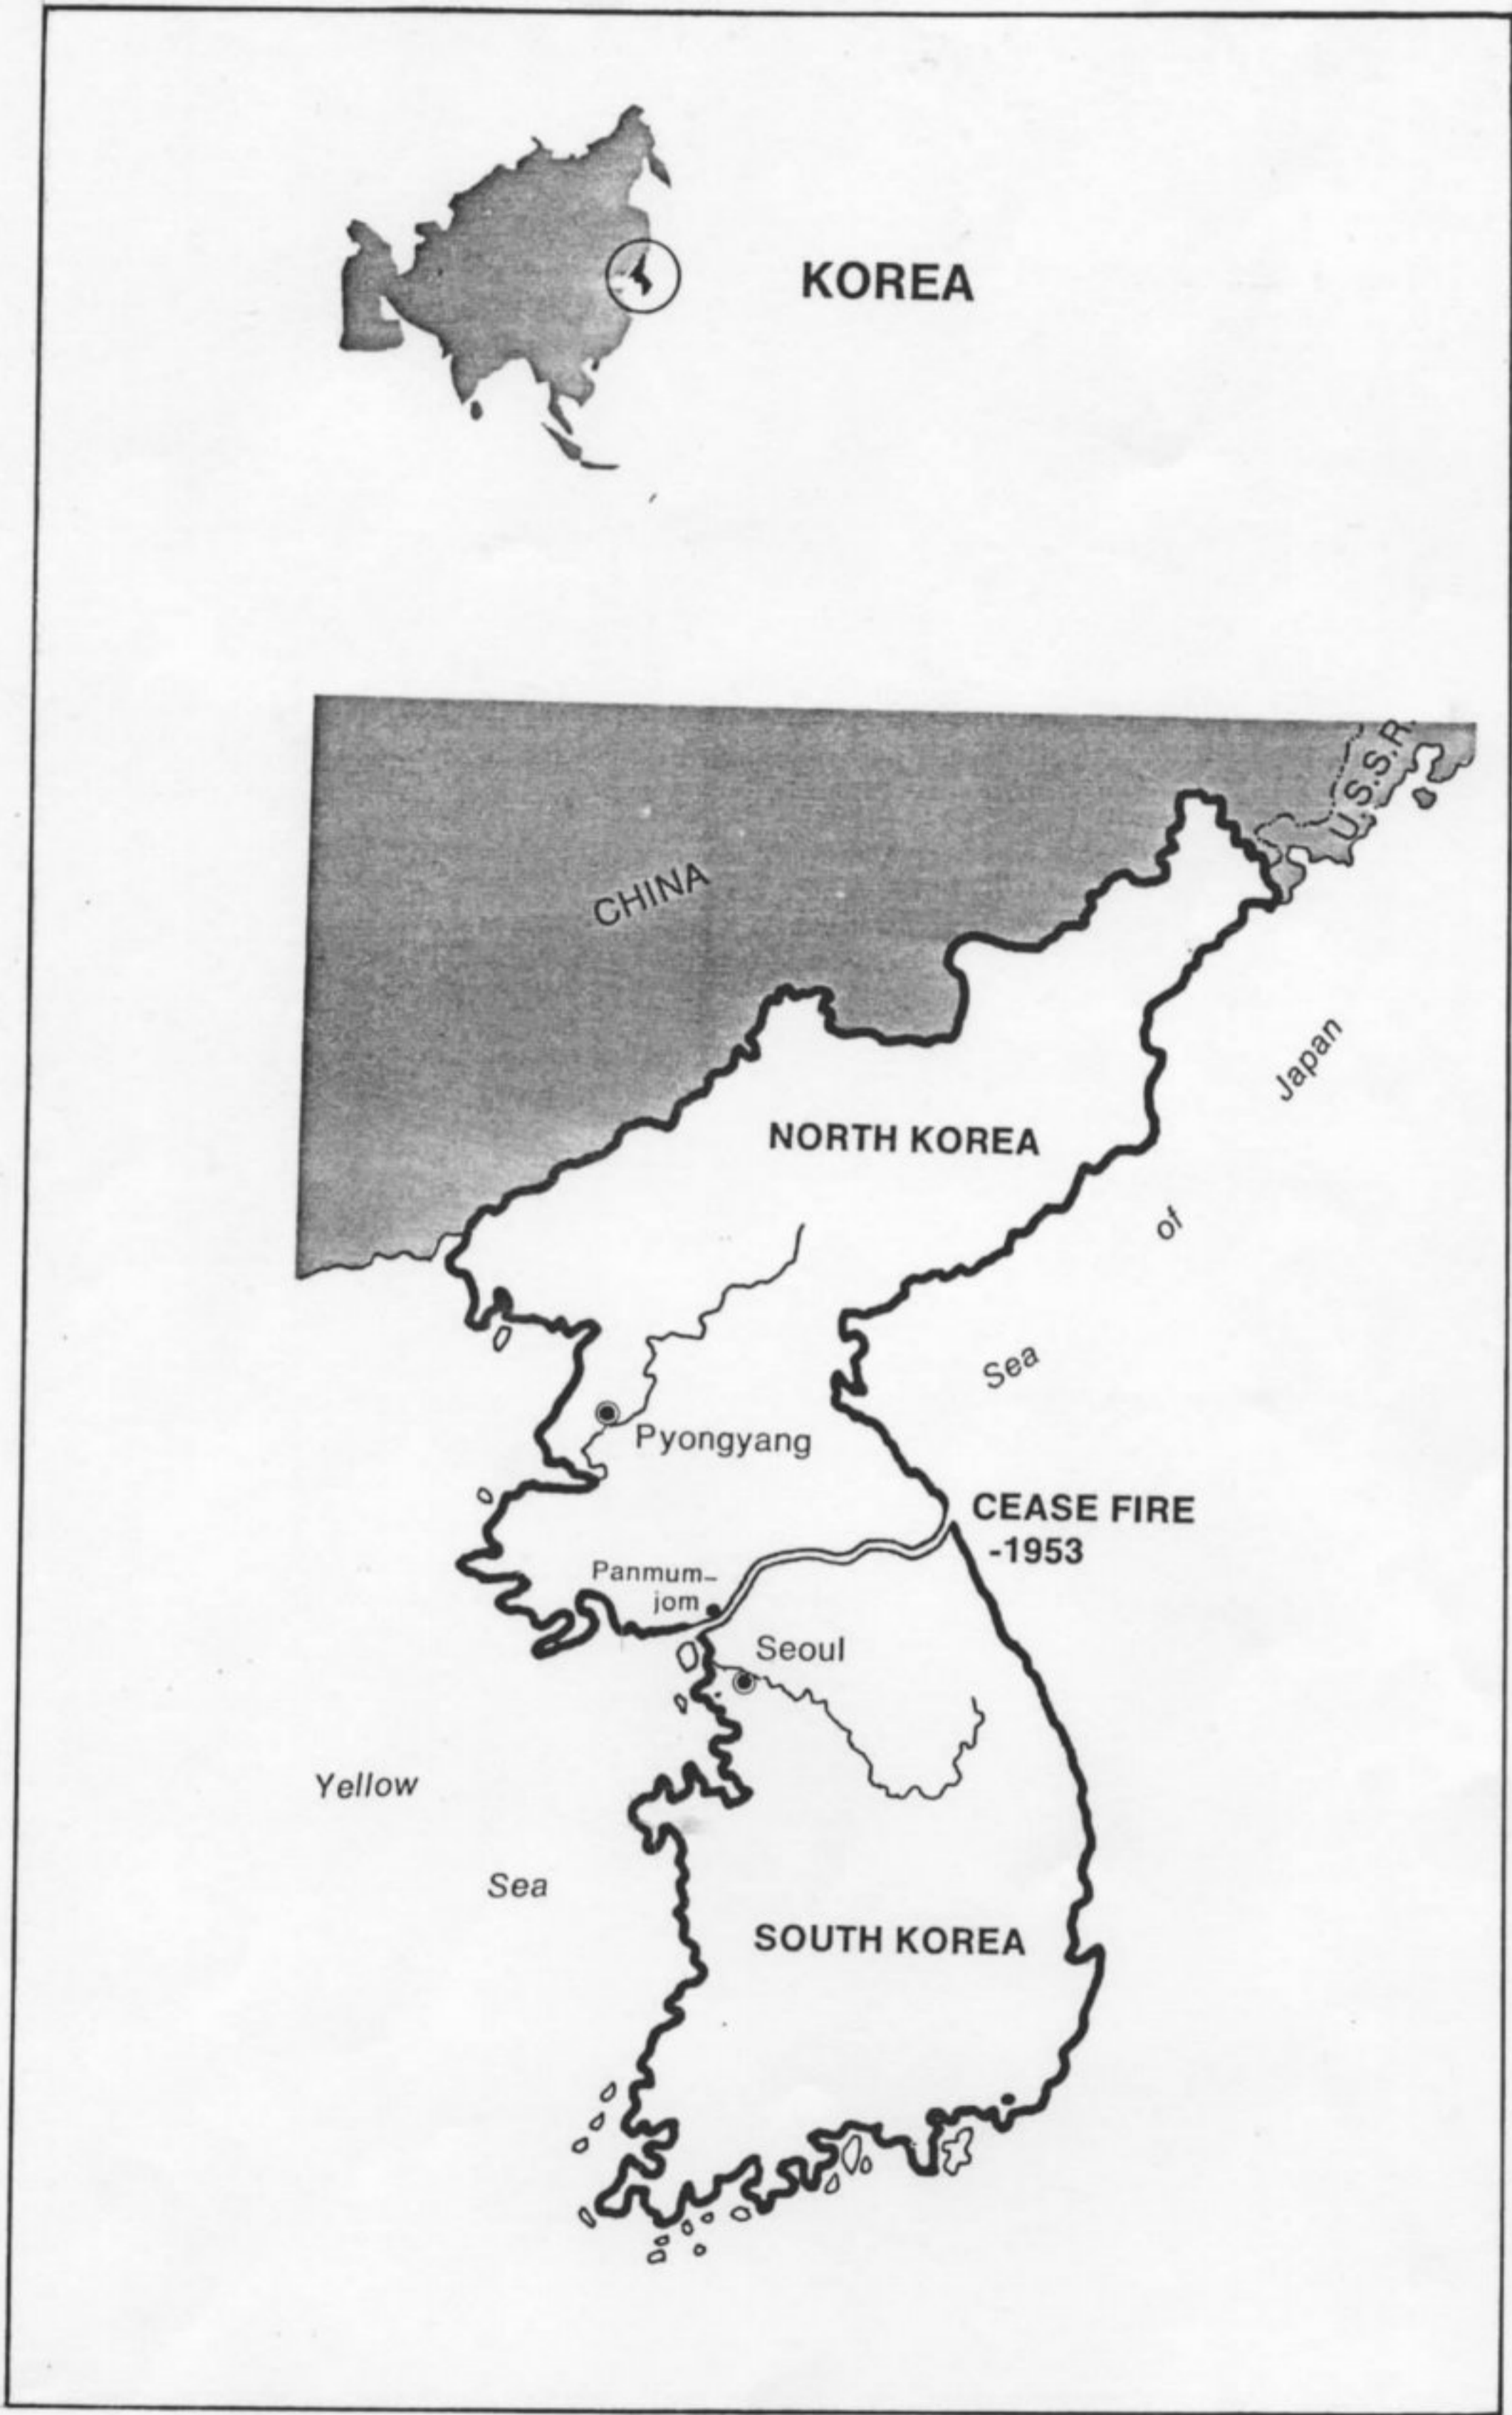 KOREA
U.S.S.R.
CHINA
Japan
NORTH KOREA
of
Sea
Pyongyang
CEASE FIRE
-1953
Panmum-
jom
Seoul
Yellow
Sea
SOUTH KOREA